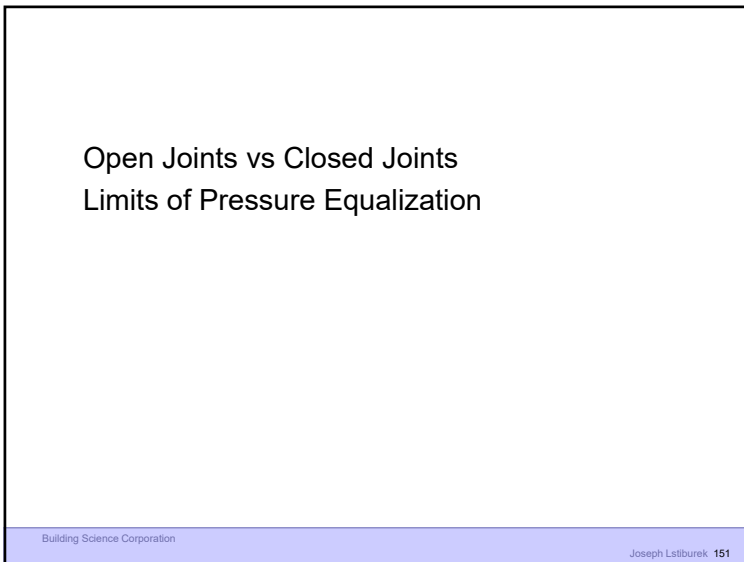 Open Joints vs Closed Joints
Limits of Pressure Equalization
Building Science Corporation
Joseph Lstiburek 151